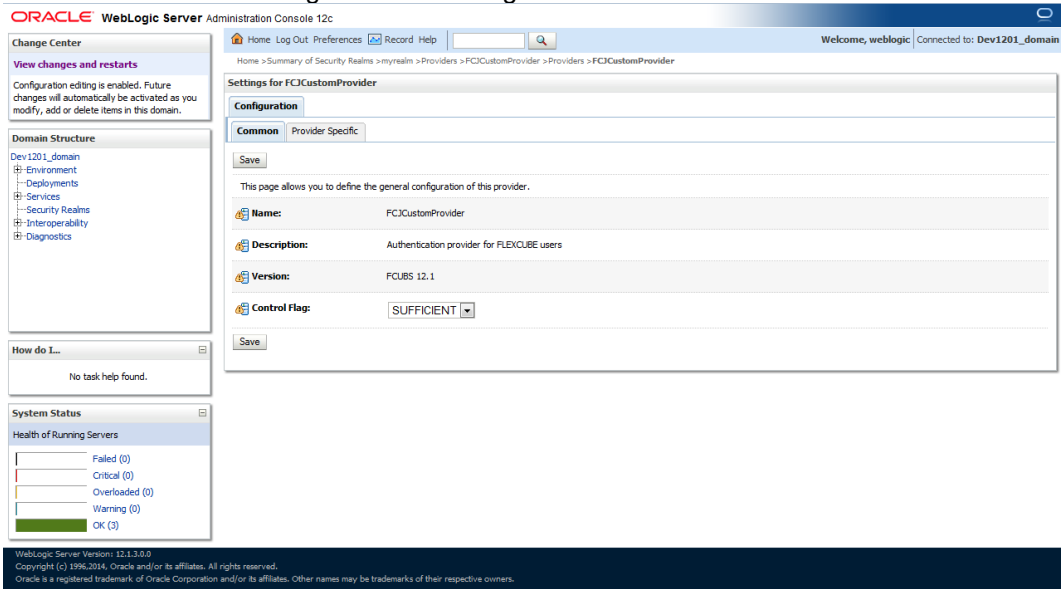 ORACLE WebLogic Server Administration Console 12c
Change Center
View changes and restarts
Configuration editing is enabled. Future
changes will automatically be activated as you
modify, add or delete items in this domain.
Domain Structure
Dev1201_domain
Environment
Deployments
Services
Security Realms
Interoperability
Diagnostics
How do I...
No task help found.
System Status
Health of Running Servers
Failed (0)
Critical (0)
Overloaded (0)
Warning (0)
OK (3)
Home Log Out Preferences Record Help
Welcome, weblogic Connected to: Dev1201_domain
Home >Summary of Security Realms >myrealm >Providers >FCJCustomProvider >Providers >FCJCustomProvider
Settings for FCJCustomProvider
Configuration
Common Provider Specific
Save
This page allows you to define the general configuration of this provider.
Name: FCJCustomProvider
Description: Authentication provider for FLEXCUBE users
Version: FCUBS 12.1
Control Flag: SUFFICIENT
Save
WebLogic Server Version: 12.1.3.0.0
Copyright (c) 1996,2014, Oracle and/or its affiliates. All rights reserved.
Oracle is a registered trademark of Oracle Corporation and/or its affiliates. Other names may be trademarks of their respective owners.